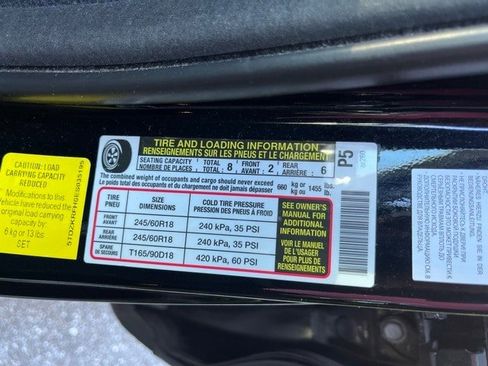 CAUTION: LOAD
CARRYING CAPACITY
REDUCED
Modifications to this
Vehicle have reduced
load carrying
capacity by
6 kg or 13 lbs
SET
TIRE AND LOADING INFORMATION
RENSEIGNEMENTS SUR LES PNEUS ET LE CHARGEMENT
SEATING CAPACITY
NOMBRE DE PLACES
TOTAL
TOTAL : 8
FRONT
AVANT : 2
REAR
ARRIÈRE : 6
The combined weight of occupants and cargo should never exceed
Le poids total des occupants et du chargement ne doit jamais dépasser
660 kg or kg ou 1455 lbs. lb.
TIRE
PNEU
SIZE
DIMENSIONS
COLD TIRE PRESSURE
PRESSION DES PNEUS À FROID
FRONT
AVANT
245/60R18
240 kPa, 35 PSI
REAR
ARRIÈRE
245/60R18
240 kPa, 35 PSI
SPARE
DE SECOURS
T165/90D18
420 kPa, 60 PSI
SEE OWNER'S
MANUAL FOR
ADDITIONAL
INFORMATION
VOIR LE MANUEL
DE L'USAGER
POUR PLUS DE
RENSEIGNEMENTS
P5